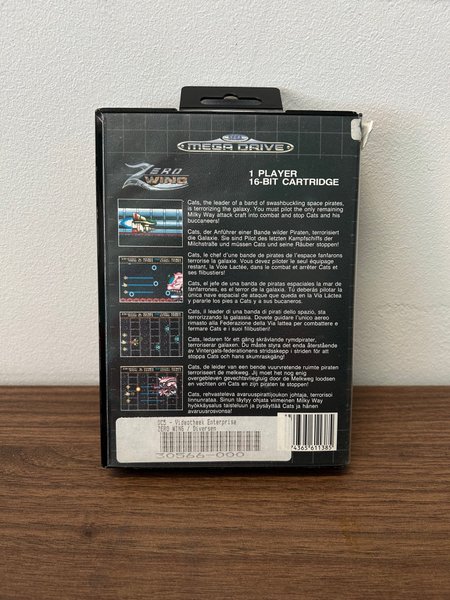 SEGA
MEGA DRIVE
ZERO
WING
1 PLAYER
16-BIT CARTRIDGE
Cats, the leader of a band of swashbuckling space pirates,
is terrorizing the galaxy. You must pilot the only remaining
Milky Way attack craft into combat and stop Cats and his
buccaneers!
Cats, der Anführer einer Bande wilder Piraten, terrorisiert
die Galaxie. Sie sind Pilot des letzten Kampfschiffs der
Milchstraße und müssen Cats und seine Räuber stoppen!
Cats, le chef d'une bande de pirates de l'espace fanfarons
terrorise la galaxie. Vous devez piloter le seul équipage
restant, la Voie Lactée, dans le combat et arrêter Cats et
ses flibustiers!
Cats, el jefe de una banda de piratas espaciales la mar de
fanfarrones, es el terror de la galaxia. Tú deberás pilotar la
única nave espacial de ataque que queda en la Vía Láctea
y pararle los pies a Cats y a sus bucaneros.
Cats, il leader di una banda di pirati dello spazio, sta
terrorizzando la galassia. Dovete guidare l'unico aereo
rimasto alla Federazione della Via lattea per combattere e
fermare Cats e i suoi filibustieri!
Cats, ledaren för ett gäng skrävlande rymdpirater,
terroriserar galaxen. Du måste styra det enda återstående
av Vintergats-federationens stridsskepp i striden för att
stoppa Cats och hans skumraskgäng!
Cats, de leider van een bende vuurvretende ruimte piraten
terroriseert de melkweg. Jij moet het nog enig
overgebleven gevechtsvliegtuig door de Melkweg loodsen
en vechten om Cats en zijn piraten te stoppen!
Cats, rehvasteleva avaruuspiraattijoukon johtaja, terrorisoi
linnunrataa. Sinun täytyy ohjata viimeinen Milky Way
hyökkäysalus taisteluun ja pysäyttää Cats ja hänen
avaruusrosvonsa!
DC5 - Videotheek Enterprise
ZERO WING / Diversen
30566-000
74365 611385